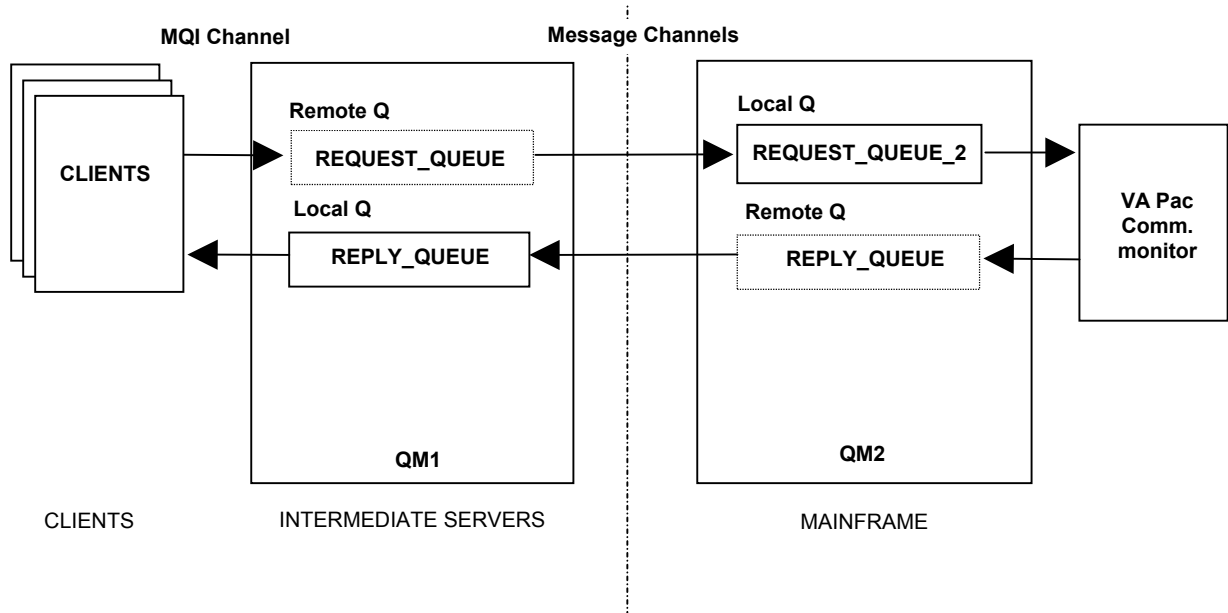 MQI Channel
Message Channels
Remote Q
Local Q
REQUEST_QUEUE
REQUEST_QUEUE_2
CLIENTS
Local Q
Remote Q
VA Pac
Comm.
monitor
REPLY_QUEUE
REPLY_QUEUE
QM1
QM2
CLIENTS
INTERMEDIATE SERVERS
MAINFRAME